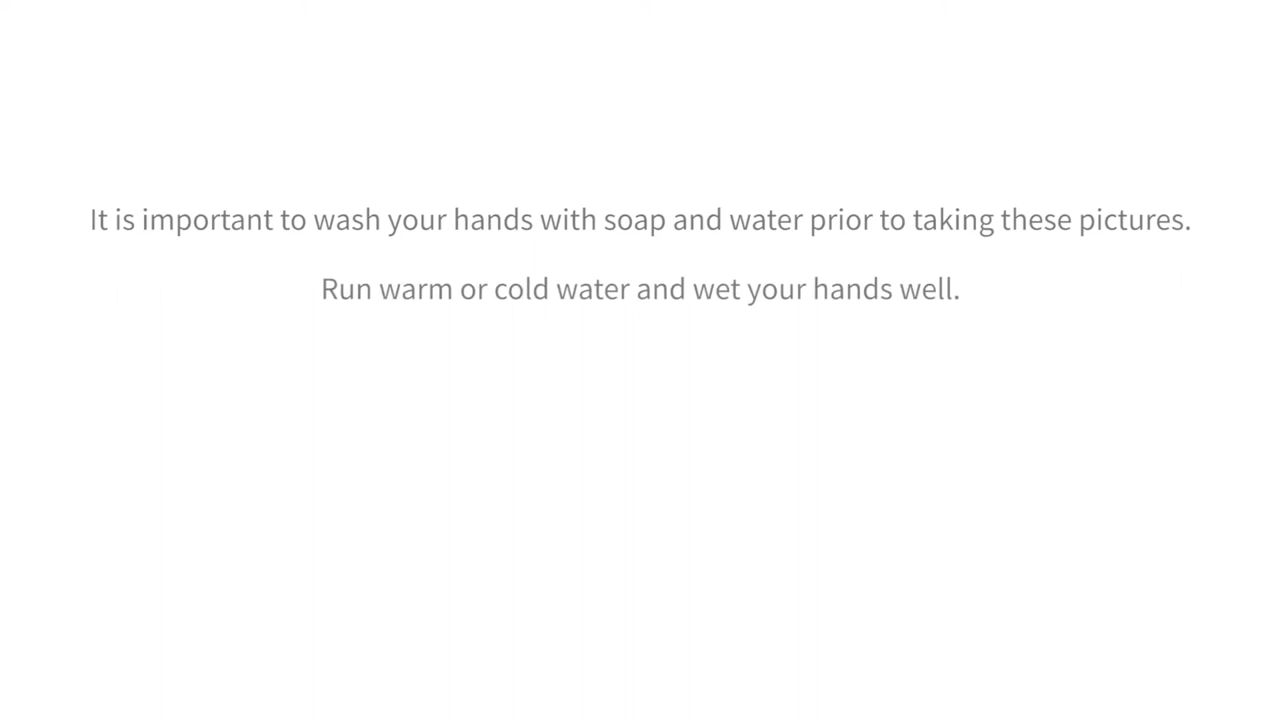 It is important to wash your hands with soap and water prior to taking these pictures.
Run warm or cold water and wet your hands well.